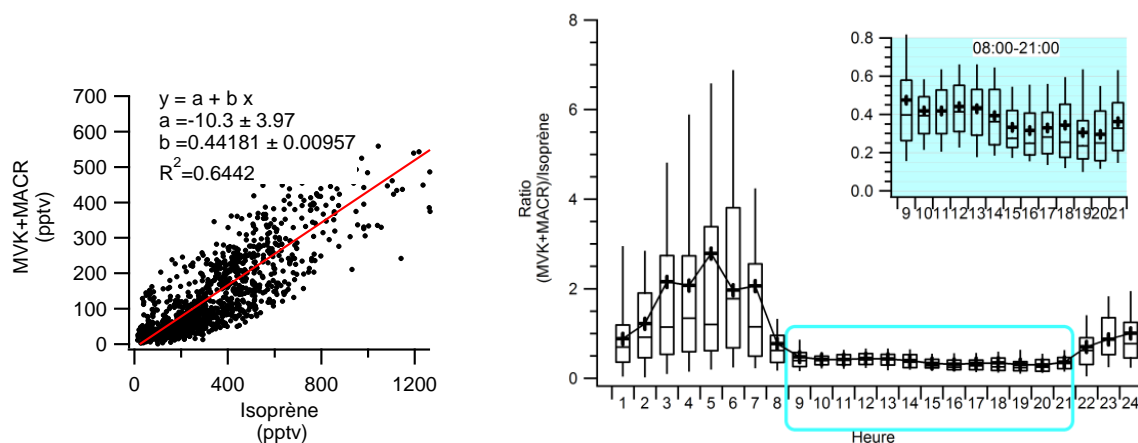 y = a + b x
a=-10.3 ± 3.97
b =0.44181 ± 0.00957
R²=0.6442
700
600
500
400
300
200
100
0
MVK+MACR
(pptv)
0
400
800
1200
Isoprène
(pptv)
8
6
4
2
0
Ratio
(MVK+MACR)/Isoprène
1 2 3 4 5 6 7 8 9 10 11 12 13 14 15 16 17 18 19 20 21 22 23 24
Heure
08:00-21:00
0.8
0.6
0.4
0.2
0.0
9 10 11 12 13 14 15 16 17 18 19 20 21